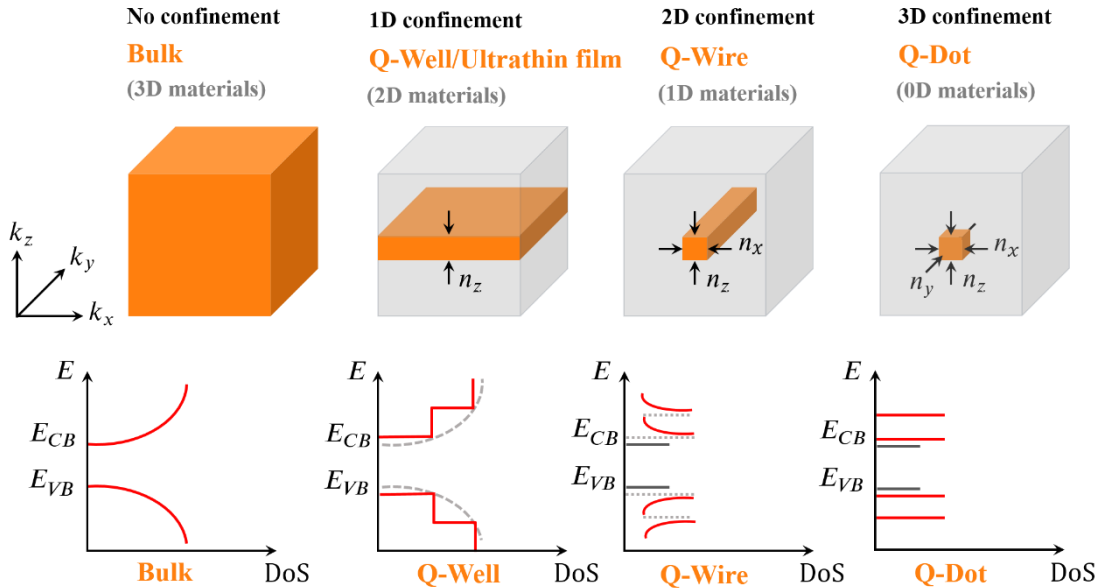 No confinement
Bulk
(3D materials)
1D confinement
Q-Well/Ultrathin film
(2D materials)
2D confinement
Q-Wire
(1D materials)
3D confinement
Q-Dot
(0D materials)
k_z
k_y
k_x
n_z
n_x
n_z
n_x
n_y
n_z
E
E_CB
E_VB
Bulk
DoS
E
E_CB
E_VB
Q-Well
DoS
E
E_CB
E_VB
Q-Wire
DoS
E
E_CB
E_VB
Q-Dot
DoS